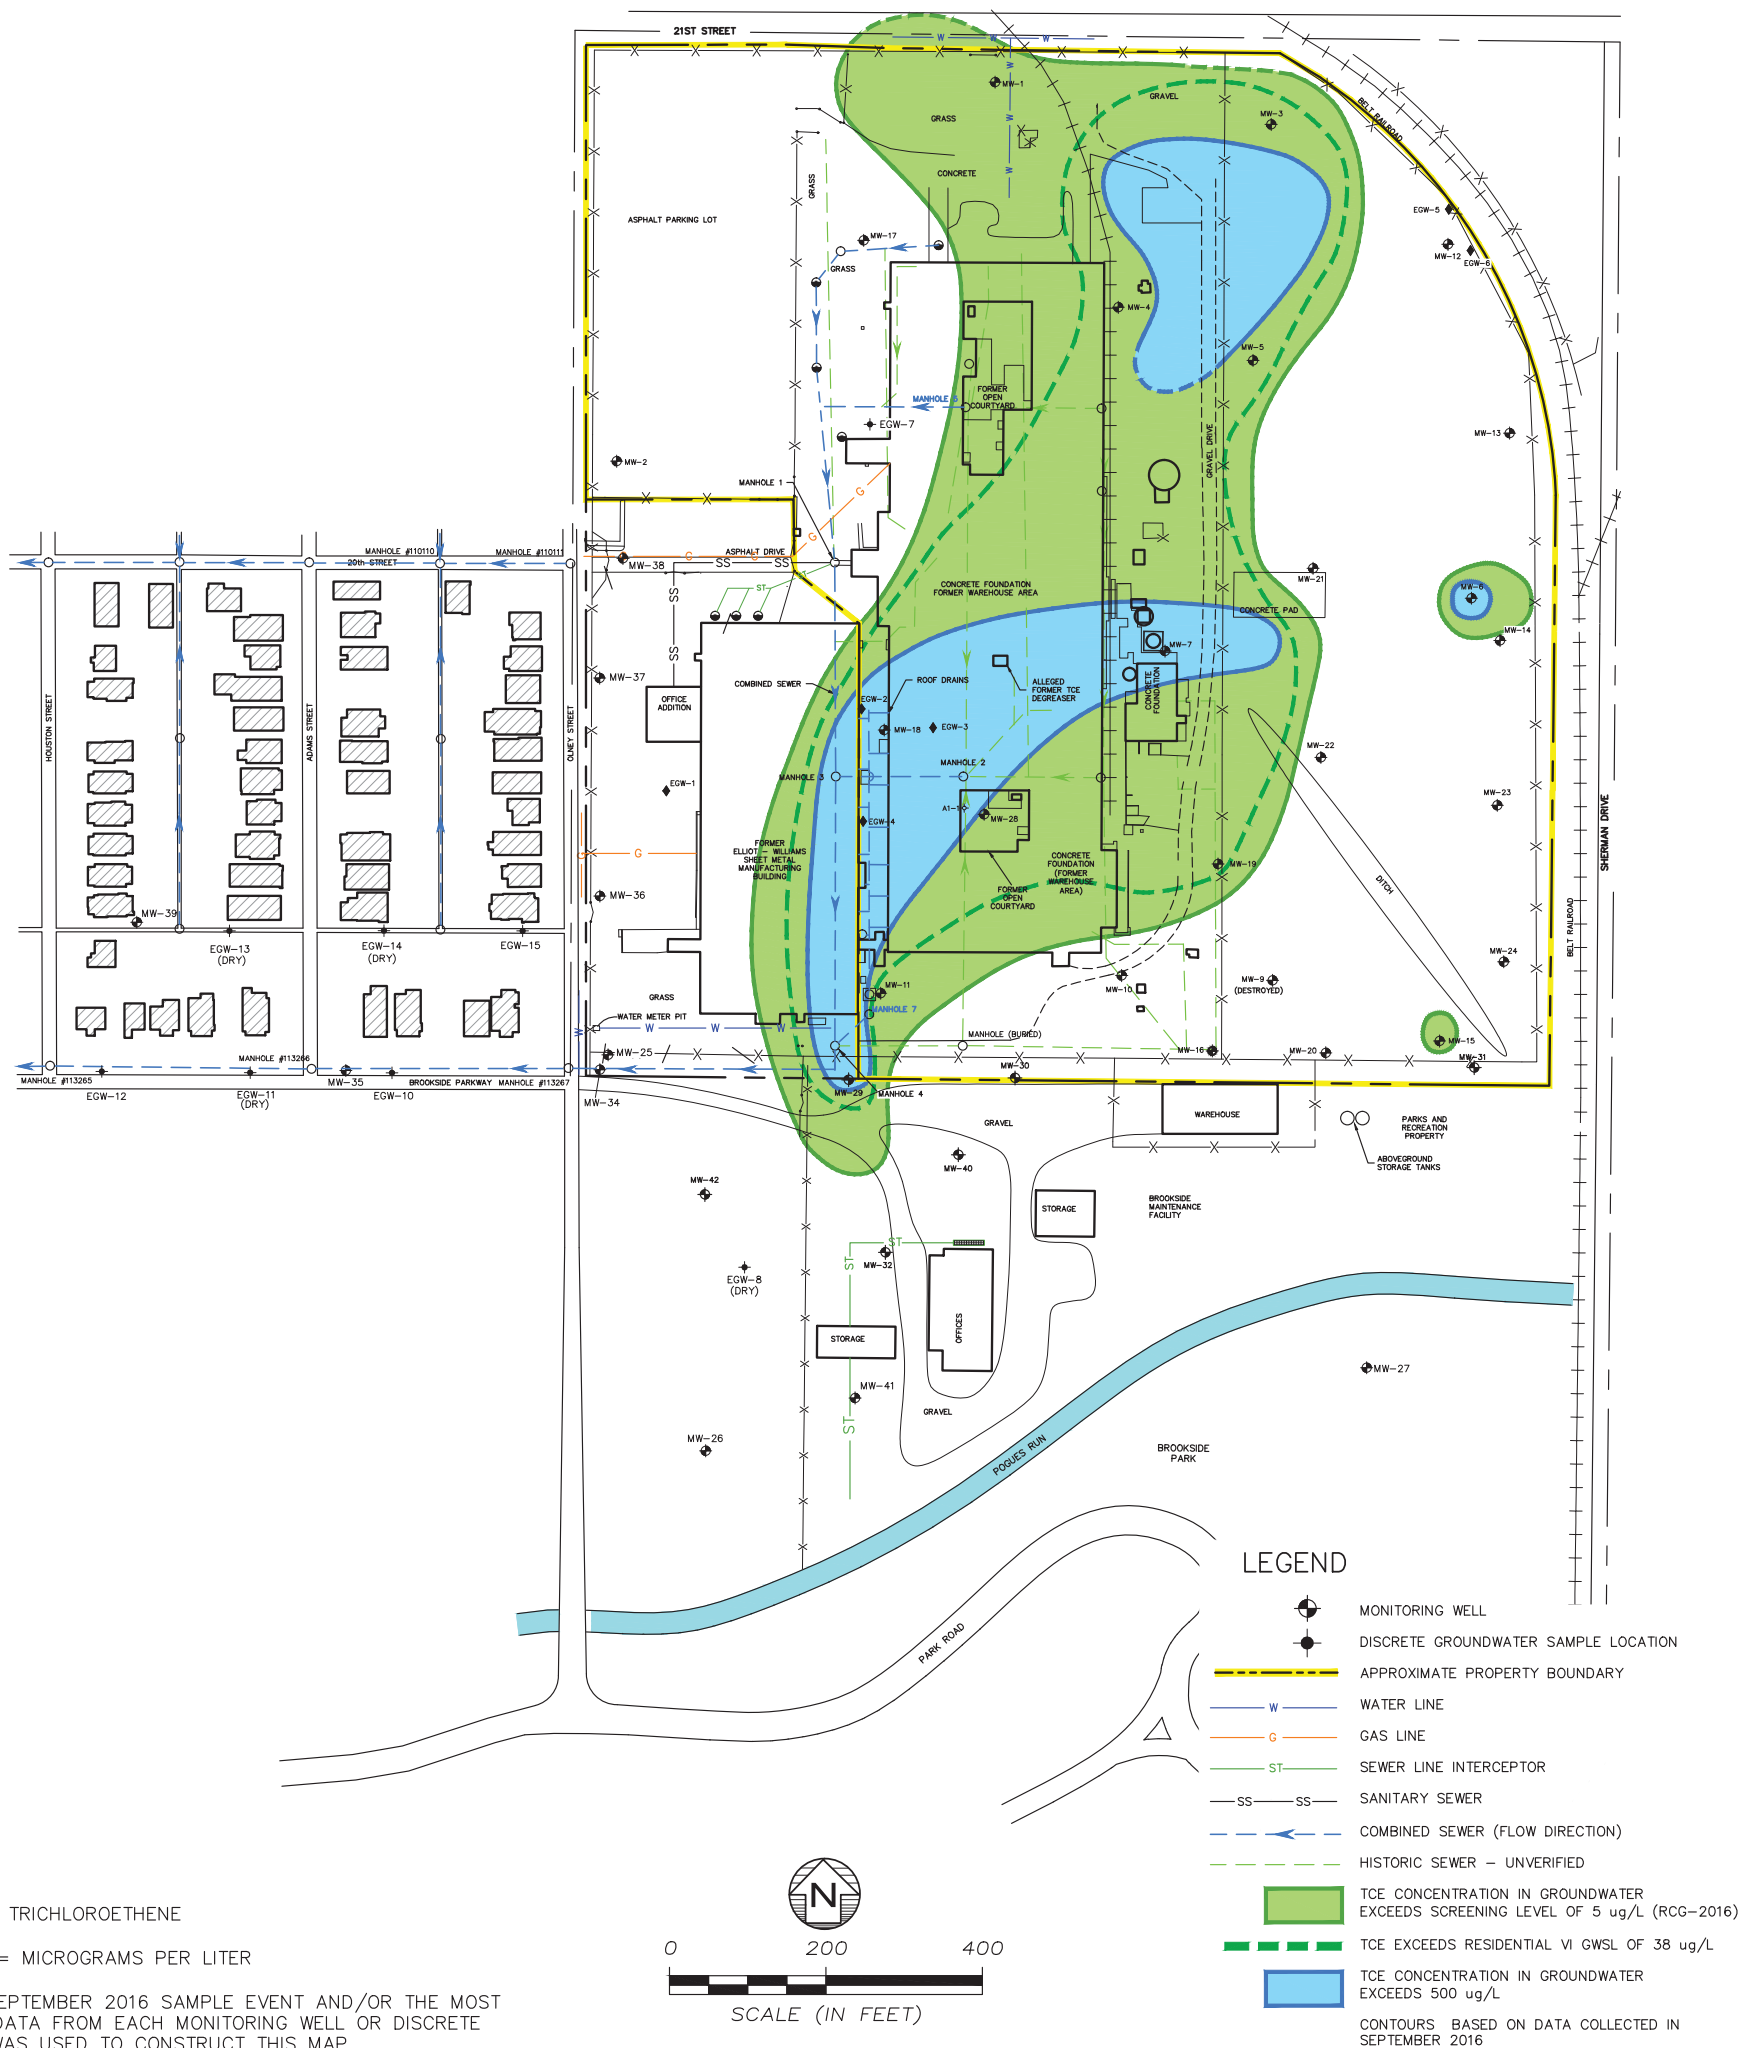 21ST STREET
W
W
W
W
BELT RAILROAD
MW-1
GRAVEL
MW-3
GRASS
W
CONCRETE
W
GRASS
ASPHALT PARKING LOT
EGW-5
MW-17
MW-12
EGW-6
GRASS
MW-4
MW-5
FORMER
OPEN
COURTYARD
MANHOLE 6
EGW-7
MW-13
GRAVEL DRIVE
MW-2
MANHOLE 1
G
G
MANHOLE #110110
MANHOLE #110111
20th STREET
ASPHALT DRIVE
G
G
SS
SS
MW-38
MW-21
ST
ST
SS
CONCRETE FOUNDATION
FORMER WAREHOUSE AREA
MW-6
CONCRETE PAD
MW-14
SS
MW-7
MW-37
COMBINED SEWER
ROOF DRAINS
ALLEGED
FORMER TCE
DEGREASER
CONCRETE
FOUNDATION
OFFICE
ADDITION
EGW-2
HOUSTON STREET
ADAMS STREET
OLNEY STREET
MW-18
EGW-3
MW-22
MANHOLE 2
MANHOLE 3
EGW-1
A1-1
MW-28
MW-23
EGW-4
SHERMAN DRIVE
FORMER
ELLIOT - WILLIAMS
SHEET METAL
MANUFACTURING
BUILDING
G
G
CONCRETE
FOUNDATION
(FORMER
WAREHOUSE
AREA)
MW-19
DITCH
MW-36
FORMER
OPEN
COURTYARD
MW-39
BELT RAILROAD
EGW-13
(DRY)
EGW-14
(DRY)
EGW-15
MW-24
MW-10
MW-9
(DESTROYED)
GRASS
MW-11
MANHOLE 7
WATER METER PIT
W
W
W
W
MANHOLE (BURIED)
MW-15
MW-16
MW-20
MANHOLE #113266
MW-25
MW-31
MANHOLE #113265
MW-35
BROOKSIDE PARKWAY
MANHOLE #113267
MW-30
EGW-12
EGW-11
(DRY)
EGW-10
MW-34
MW-29
MANHOLE 4
GRAVEL
WAREHOUSE
PARKS AND
RECREATION
PROPERTY
ABOVEGROUND
STORAGE TANKS
MW-40
MW-42
STORAGE
BROOKSIDE
MAINTENANCE
FACILITY
ST
ST
MW-32
EGW-8
(DRY)
OFFICES
STORAGE
MW-27
MW-41
ST
GRAVEL
MW-26
POGUES RUN
BROOKSIDE
PARK
PARK ROAD
LEGEND
MONITORING WELL
DISCRETE GROUNDWATER SAMPLE LOCATION
APPROXIMATE PROPERTY BOUNDARY
W
WATER LINE
G
GAS LINE
ST
SEWER LINE INTERCEPTOR
SS
SS
SANITARY SEWER
COMBINED SEWER (FLOW DIRECTION)
HISTORIC SEWER - UNVERIFIED
TCE CONCENTRATION IN GROUNDWATER
EXCEEDS SCREENING LEVEL OF 5 ug/L (RCG-2016)
TCE EXCEEDS RESIDENTIAL VI GWSL OF 38 ug/L
TCE CONCENTRATION IN GROUNDWATER
EXCEEDS 500 ug/L
CONTOURS BASED ON DATA COLLECTED IN
SEPTEMBER 2016
N
0 200 400
SCALE (IN FEET)
TRICHLOROETHENE
= MICROGRAMS PER LITER
EPTEMBER 2016 SAMPLE EVENT AND/OR THE MOST
DATA FROM EACH MONITORING WELL OR DISCRETE
WAS USED TO CONSTRUCT THIS MAP